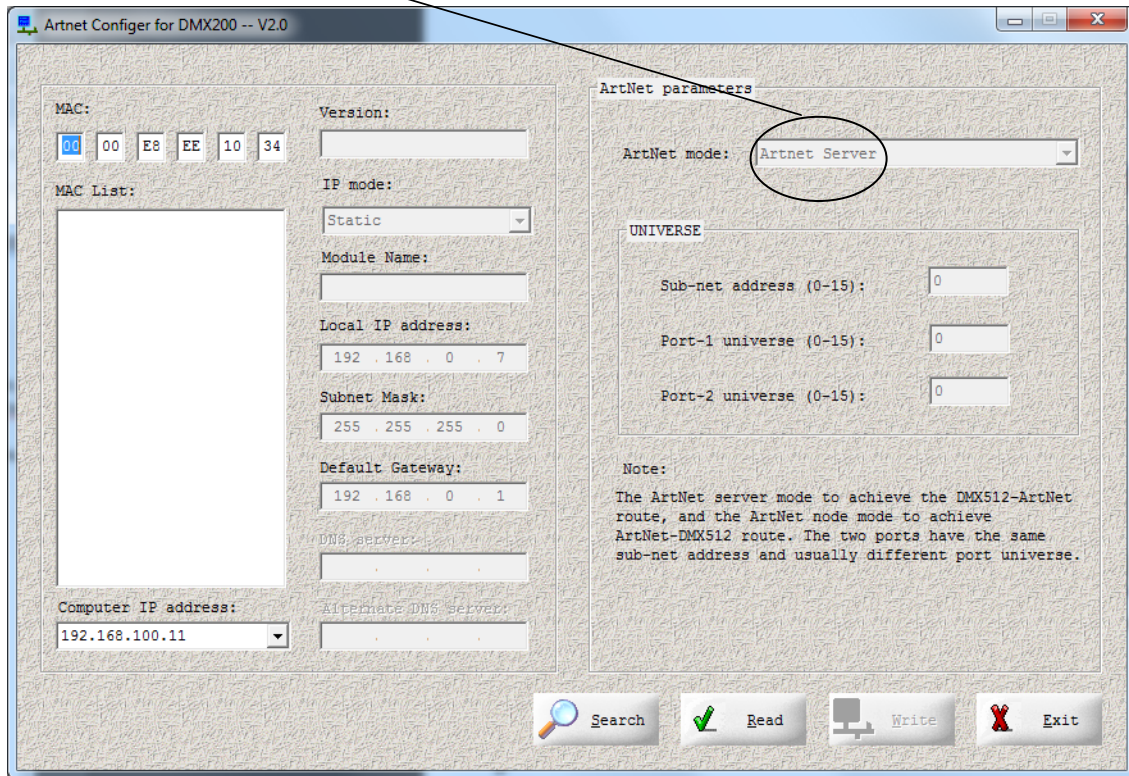 Artnet Configer for DMX200 -- V2.0
MAC:
00 00 E8 EE 10 34
MAC List:
Computer IP address:
192.168.100.11
Version:
IP mode:
Static
Module Name:
Local IP address:
192 . 168 . 0 . 7
Subnet Mask:
255 . 255 . 255 . 0
Default Gateway:
192 . 168 . 0 . 1
DNS server:
. . .
Alternate DNS server:
. . .
ArtNet parameters
ArtNet mode: Artnet Server
UNIVERSE
Sub-net address (0-15): 0
Port-1 universe (0-15): 0
Port-2 universe (0-15): 0
Note:
The ArtNet server mode to achieve the DMX512-ArtNet
route, and the ArtNet node mode to achieve
ArtNet-DMX512 route. The two ports have the same
sub-net address and usually different port universe.
Search Read Write Exit